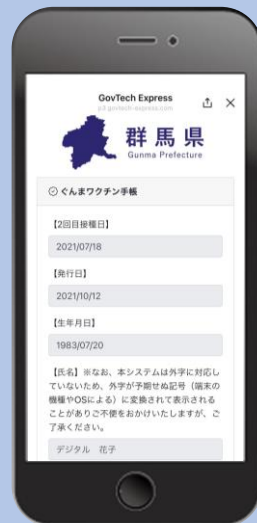 GovTech Express
p3.govtech-express.com
群馬県
Gunma Prefecture
ぐんまワクチン手帳
【2回目接種日】
2021/07/18
【発行日】
2021/10/12
【生年月日】
1983/07/20
【氏名】※なお、本システムは外字に対応し
ていないため、外字が予期せぬ記号（端末の
機種やOSによる）に変換されて表示される
ことがありご不便をおかけいたしますが、ご
了承ください。
デジタル 花子